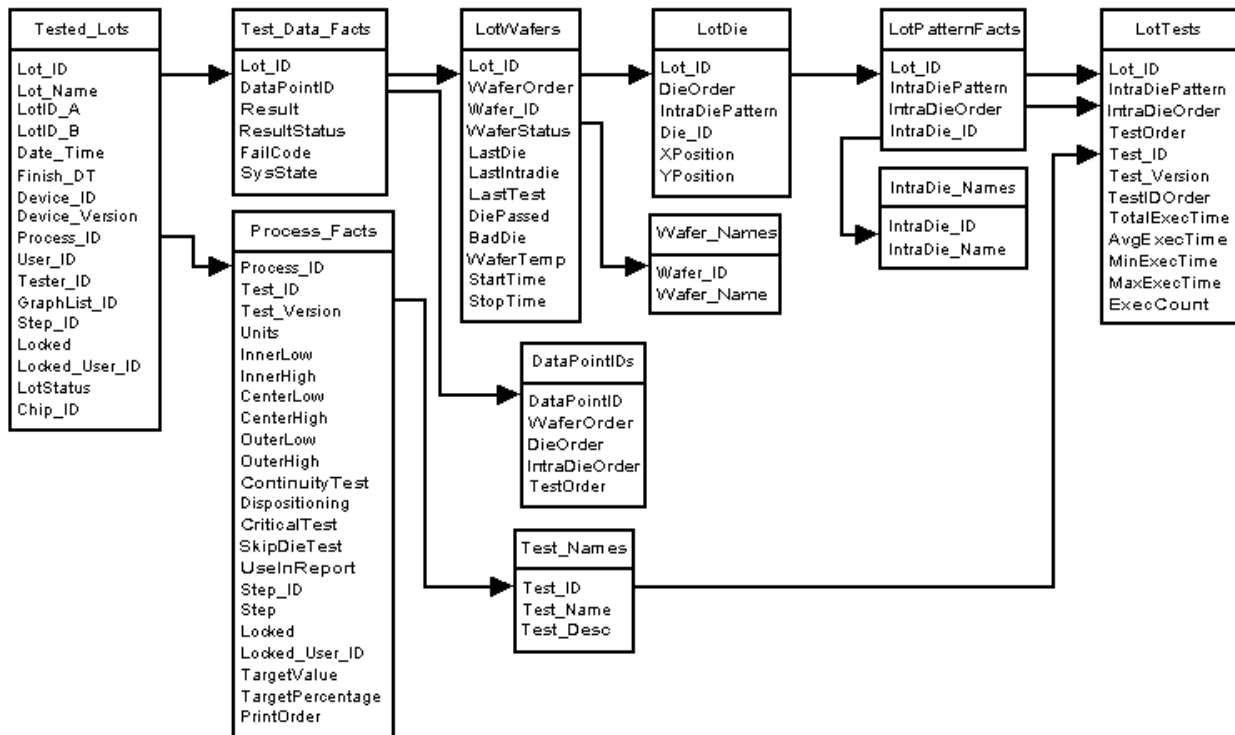 Tested_Lots
Lot_ID
Lot_Name
LotID_A
LotID_B
Date_Time
Finish_DT
Device_ID
Device_Version
Process_ID
User_ID
Tester_ID
GraphList_ID
Step_ID
Locked
Locked_User_ID
LotStatus
Chip_ID
Test_Data_Facts
Lot_ID
DataPointID
Result
ResultStatus
FailCode
SysState
Process_Facts
Process_ID
Test_ID
Test_Version
Units
InnerLow
InnerHigh
CenterLow
CenterHigh
OuterLow
OuterHigh
ContinuityTest
Dispositioning
CriticalTest
SkipDieTest
UseInReport
Step_ID
Step
Locked
Locked_User_ID
TargetValue
TargetPercentage
PrintOrder
LotWafers
Lot_ID
WaferOrder
Wafer_ID
WaferStatus
LastDie
LastIntradie
LastTest
DiePassed
BadDie
WaferTemp
StartTime
StopTime
DataPointIDs
DataPointID
WaferOrder
DieOrder
IntraDieOrder
TestOrder
Test_Names
Test_ID
Test_Name
Test_Desc
LotDie
Lot_ID
DieOrder
IntraDiePattern
Die_ID
XPosition
YPosition
Wafer_Names
Wafer_ID
Wafer_Name
LotPatternFacts
Lot_ID
IntraDiePattern
IntraDieOrder
IntraDie_ID
IntraDie_Names
IntraDie_ID
IntraDie_Name
LotTests
Lot_ID
IntraDiePattern
IntraDieOrder
TestOrder
Test_ID
Test_Version
TestIDOrder
TotalExecTime
AvgExecTime
MinExecTime
MaxExecTime
ExecCount